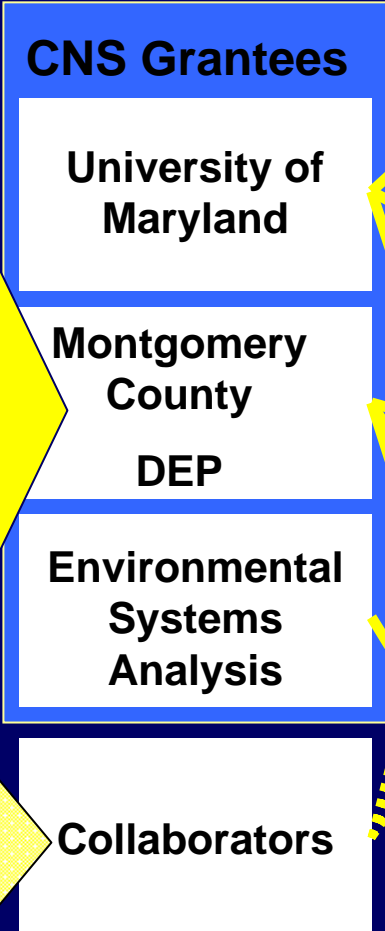 CNS Grantees
University of
Maryland
Montgomery
County
DEP
Environmental
Systems
Analysis
Collaborators